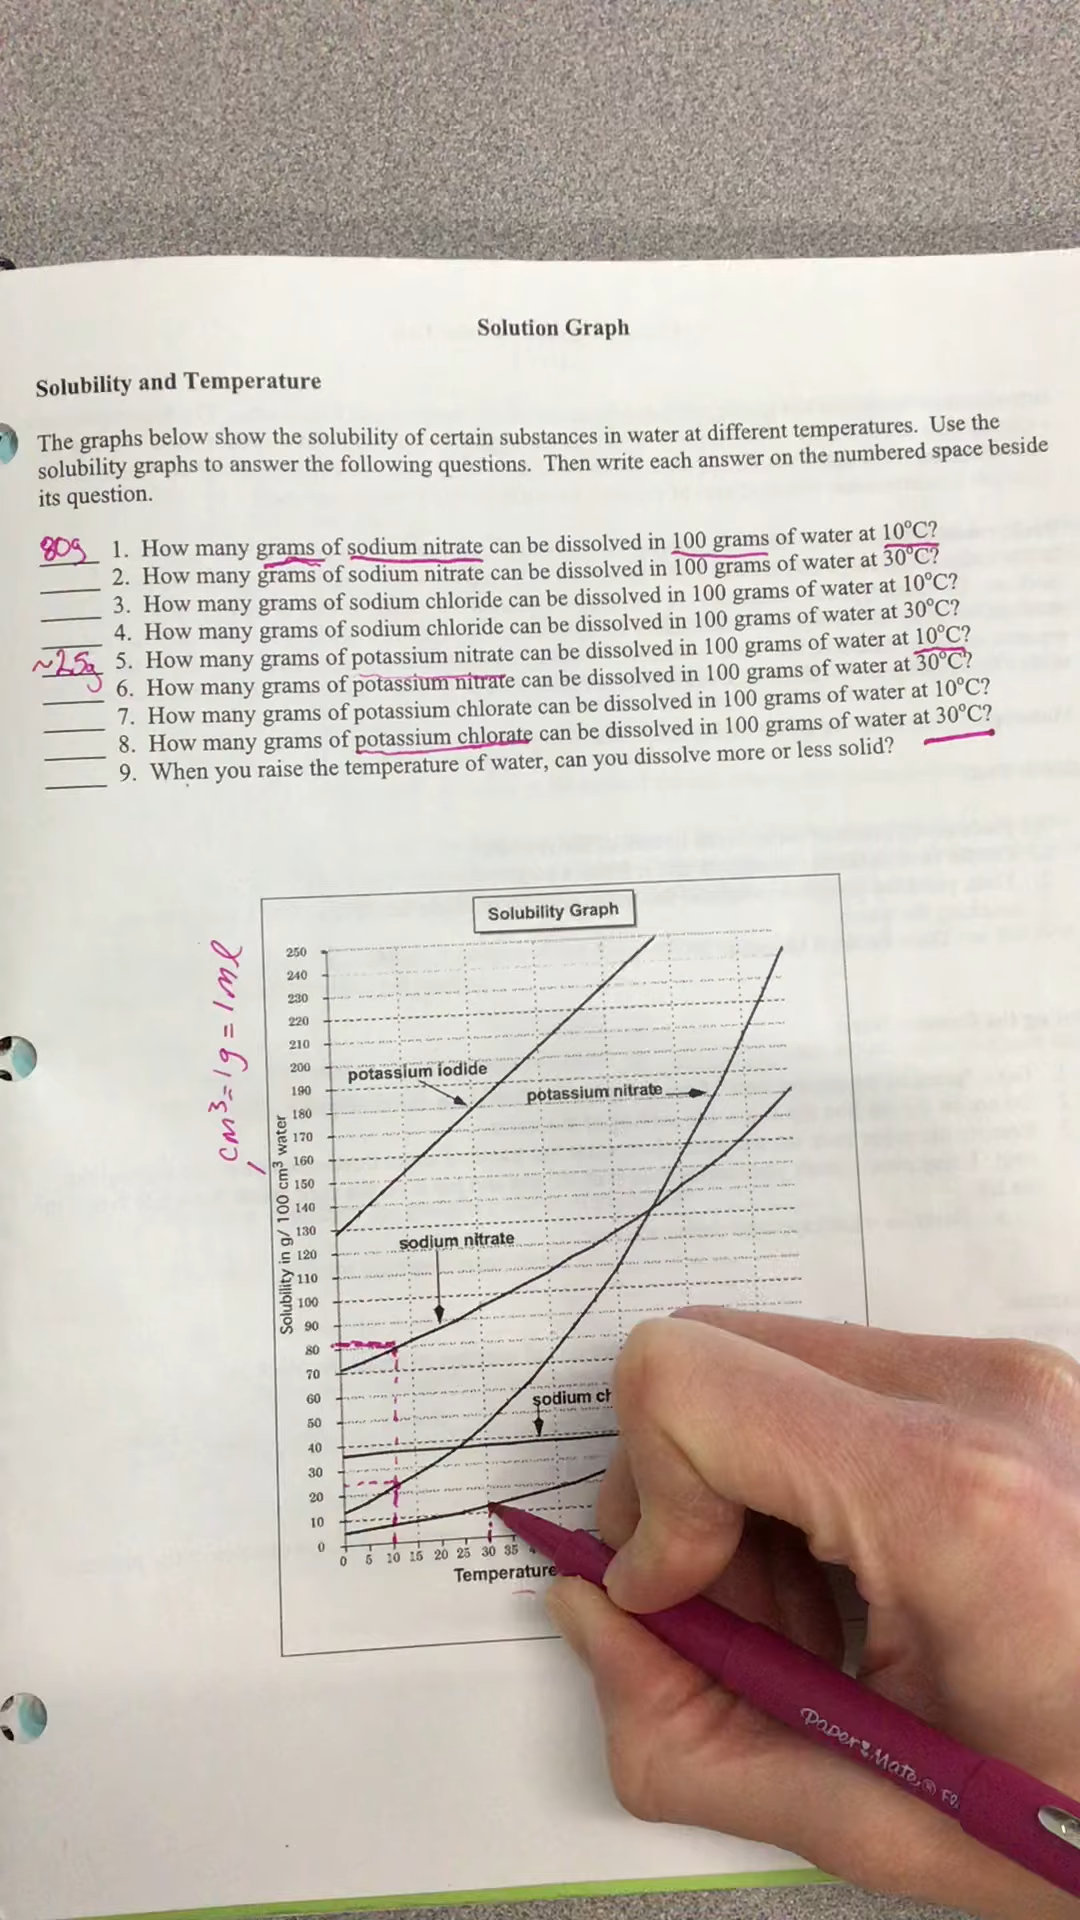 Solution Graph
Solubility and Temperature
The graphs below show the solubility of certain substances in water at different temperatures. Use the
solubility graphs to answer the following questions. Then write each answer on the numbered space beside
its question.
80g 1. How many grams of sodium nitrate can be dissolved in 100 grams of water at 10°C?
2. How many grams of sodium nitrate can be dissolved in 100 grams of water at 30°C?
3. How many grams of sodium chloride can be dissolved in 100 grams of water at 10°C?
4. How many grams of sodium chloride can be dissolved in 100 grams of water at 30°C?
~25g 5. How many grams of potassium nitrate can be dissolved in 100 grams of water at 10°C?
6. How many grams of potassium nitrate can be dissolved in 100 grams of water at 30°C?
7. How many grams of potassium chlorate can be dissolved in 100 grams of water at 10°C?
8. How many grams of potassium chlorate can be dissolved in 100 grams of water at 30°C?
9. When you raise the temperature of water, can you dissolve more or less solid?
Solubility Graph
250
240
230
220
210
200
190
180
170
160
150
140
130
120
110
100
90
80
70
60
50
40
30
20
10
0
cm³=1g=1ml
Solubility in g/ 100 cm³ water
potassium iodide
potassium nitrate
sodium nitrate
sodium ch
0 5 10 15 20 25 30 35
Temperature
Paper Mate®